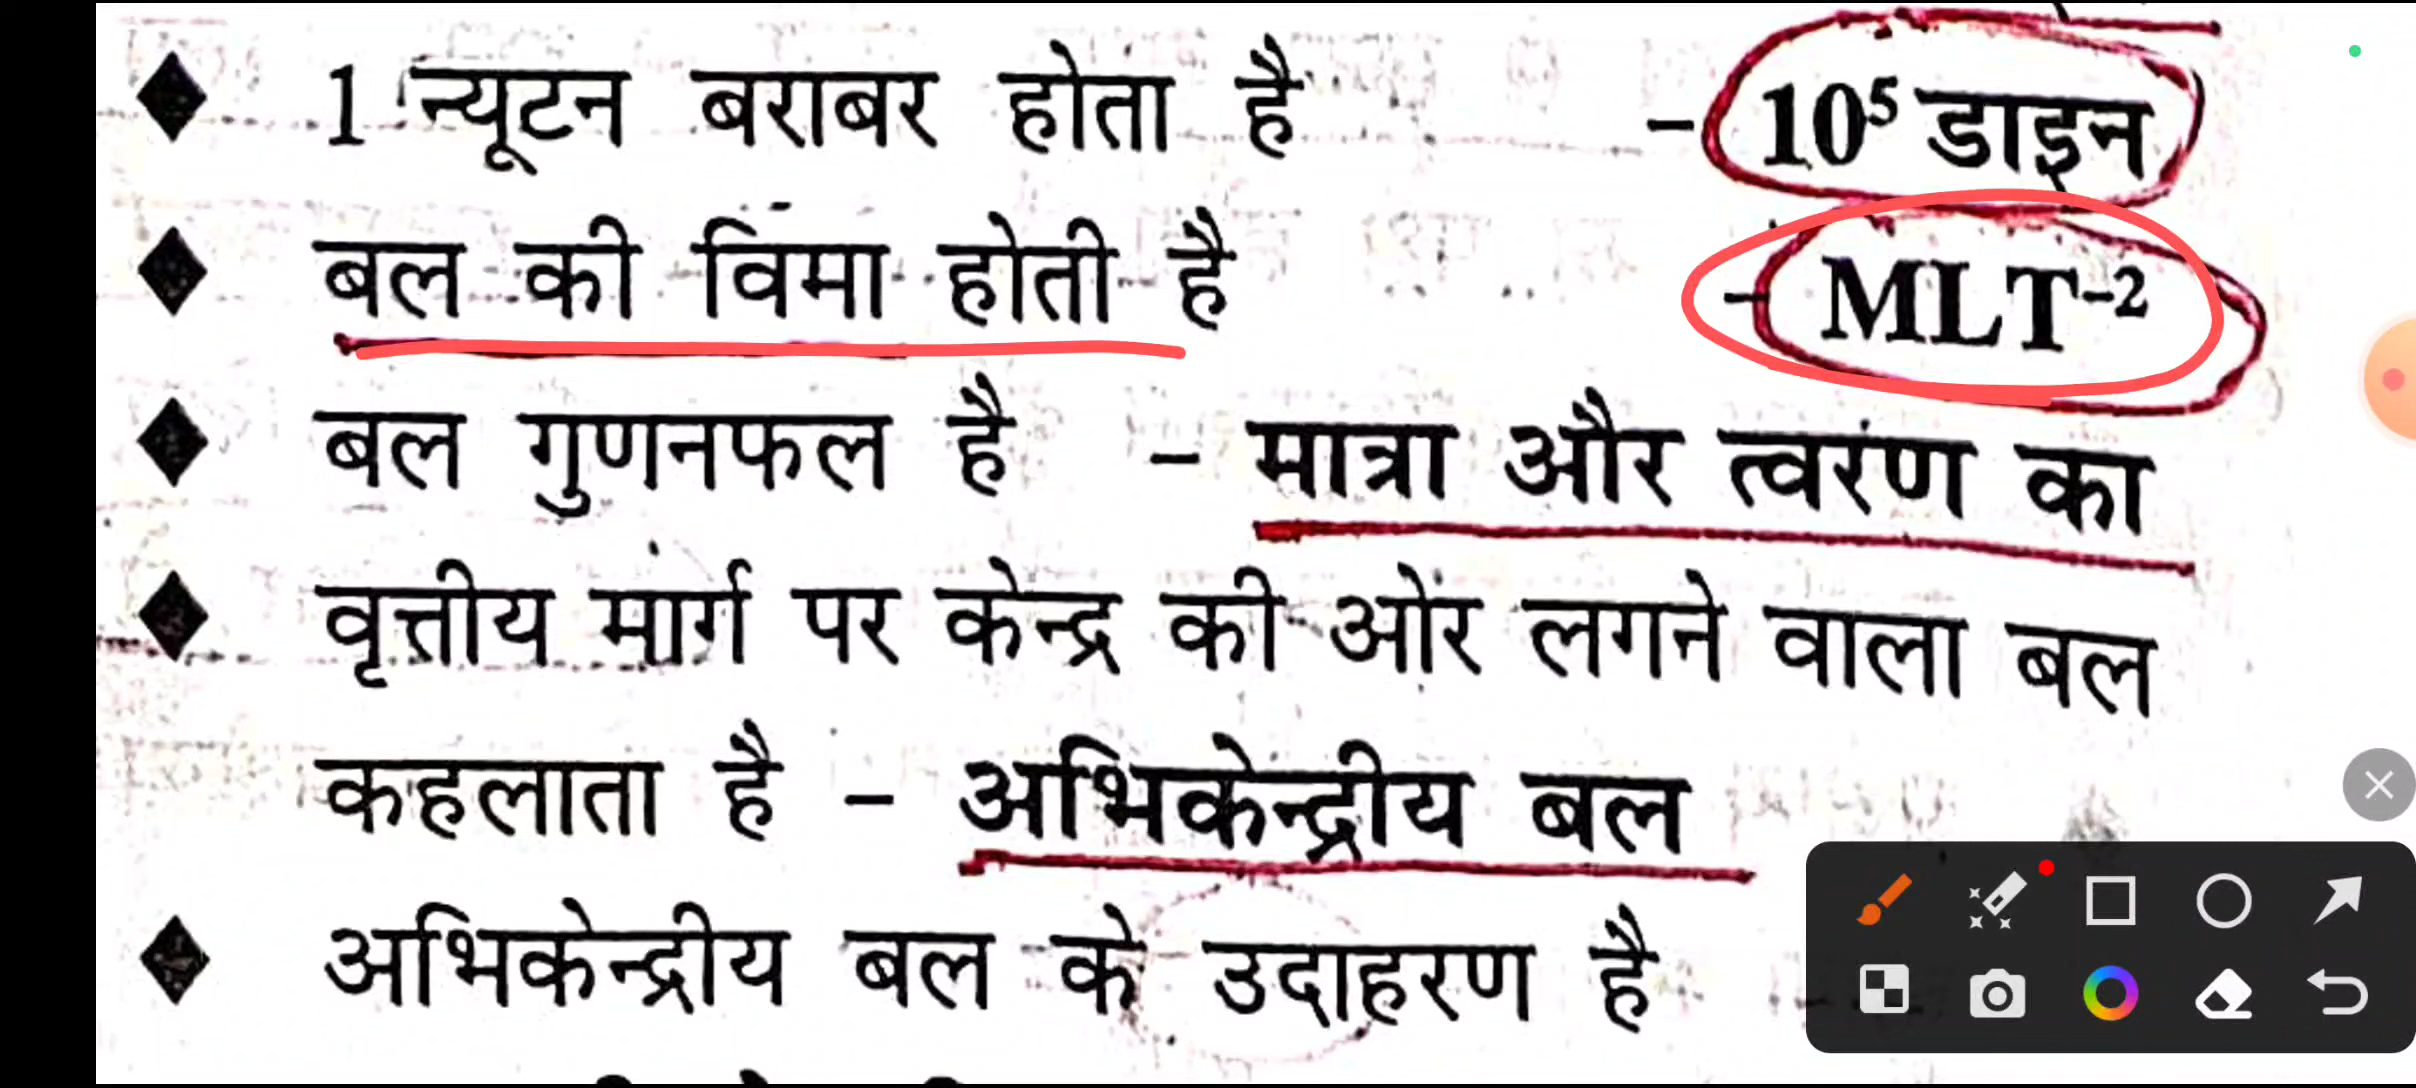 ♦ 1 न्यूटन बराबर होता है - 10⁵ डाइन
♦ बल की विमा होती है - MLT⁻²
♦ बल गुणनफल है - मात्रा और त्वरण का
♦ वृत्तीय मार्ग पर केन्द्र की ओर लगने वाला बल
कहलाता है - अभिकेन्द्रीय बल
♦ अभिकेन्द्रीय बल के उदाहरण है